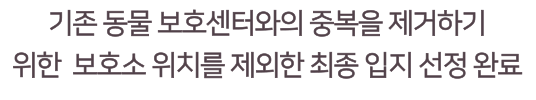 기존 동물 보호센터와의 중복을 제거하기
위한  보호소 위치를 제외한 최종 입지 선정 완료